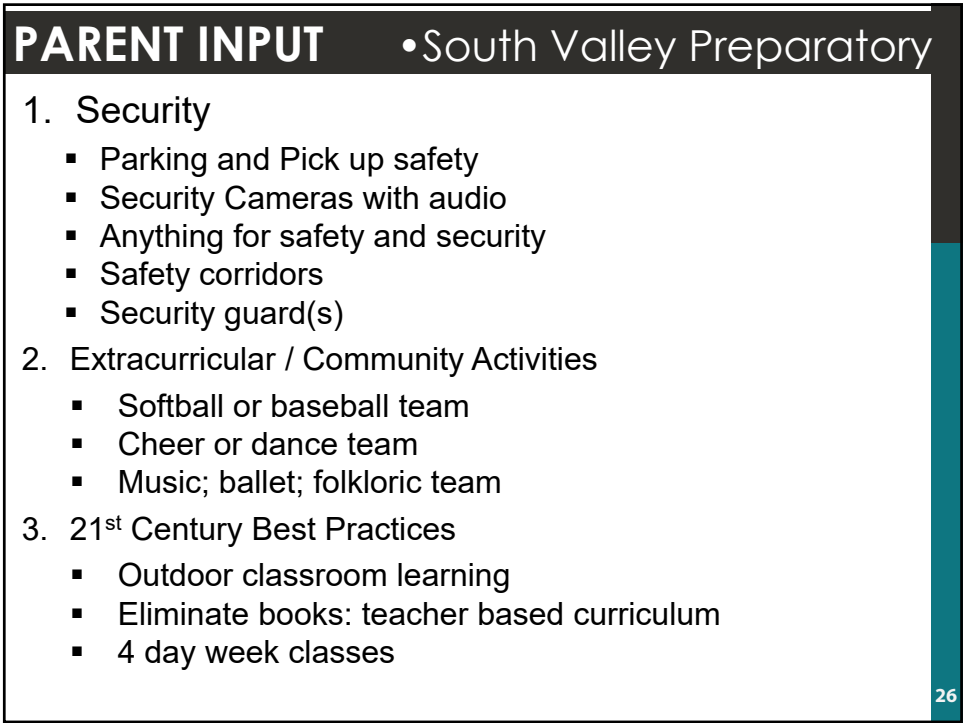 PARENT INPUT •South Valley Preparatory
1. Security
▪ Parking and Pick up safety
▪ Security Cameras with audio
▪ Anything for safety and security
▪ Safety corridors
▪ Security guard(s)
2. Extracurricular / Community Activities
▪ Softball or baseball team
▪ Cheer or dance team
▪ Music; ballet; folkloric team
3. 21st Century Best Practices
▪ Outdoor classroom learning
▪ Eliminate books: teacher based curriculum
▪ 4 day week classes
26